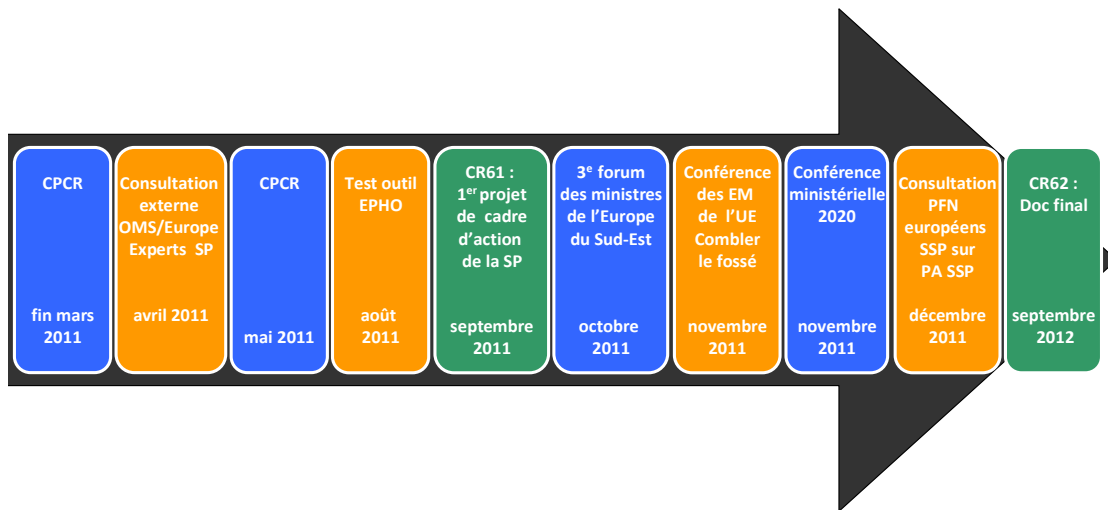 CPCR
fin mars
2011
Consultation
externe
OMS/Europe
Experts SP
avril 2011
CPCR
mai 2011
Test outil
EPHO
août
2011
CR61 :
1er projet
de cadre
d’action
de la SP
septembre
2011
3e forum
des ministres
de l’Europe
du Sud-Est
octobre
2011
Conférence
des EM
de l’UE
Combler
le fossé
novembre
2011
Conférence
ministérielle
2020
novembre
2011
Consultation
PFN
européens
SSP sur
PA SSP
décembre
2011
CR62 :
Doc final
septembre
2012